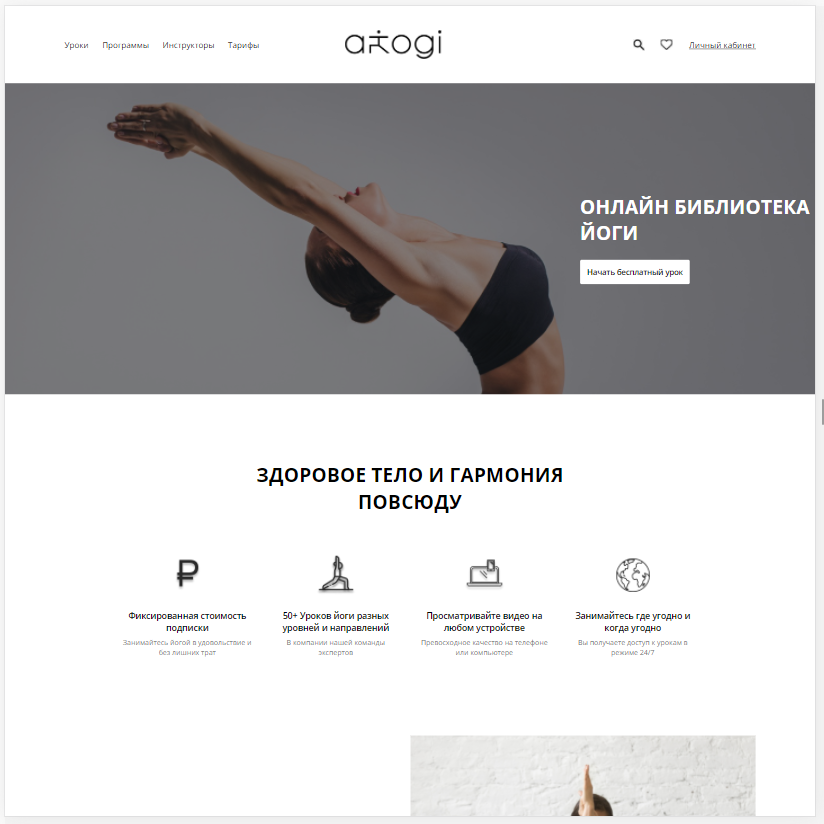 Уроки Программы Инструкторы Тарифы
akogi
Личный кабинет
ОНЛАЙН БИБЛИОТЕКА
ЙОГИ
Начать бесплатный урок
ЗДОРОВОЕ ТЕЛО И ГАРМОНИЯ
ПОВСЮДУ
Фиксированная стоимость
подписки
Занимайтесь йогой в удовольствие и
без лишних трат
50+ Уроков йоги разных
уровней и направлений
В компании нашей команды
экспертов
Просматривайте видео на
любом устройстве
Превосходное качество на телефоне
или компьютере
Занимайтесь где угодно и
когда угодно
Вы получаете доступ к урокам в
режиме 24/7